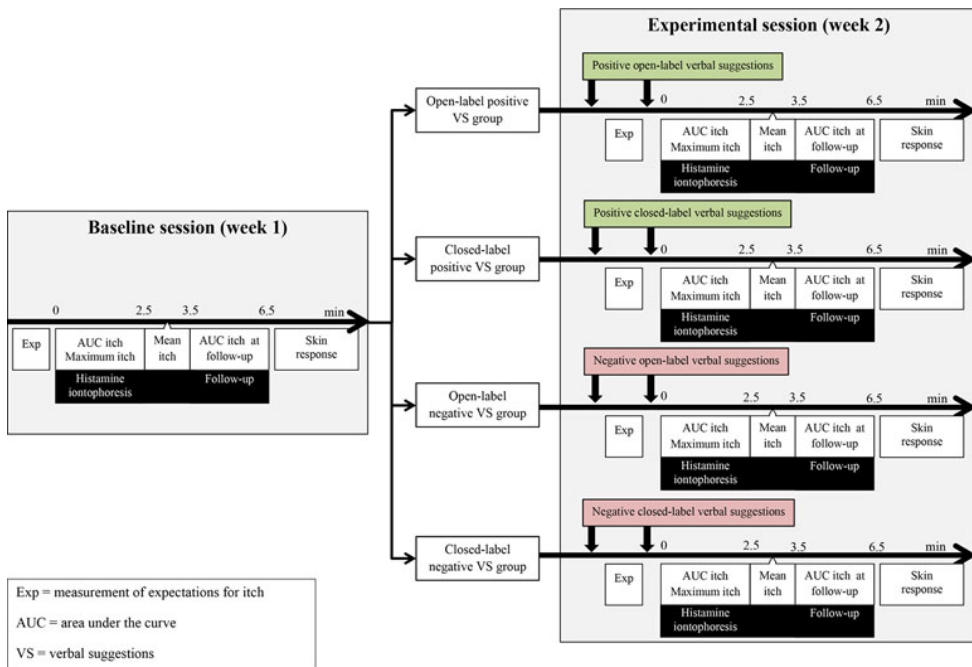 Baseline session (week 1)
0 2.5 3.5 6.5 min
Exp
AUC itch
Maximum itch
Mean
itch
AUC itch at
follow-up
Skin
response
Histamine
iontophoresis
Follow-up
Open-label positive
VS group
Closed-label
positive VS group
Open-label
negative VS group
Closed-label
negative VS group
Experimental session (week 2)
Positive open-label verbal suggestions
0 2.5 3.5 6.5 min
Exp
AUC itch
Maximum itch
Mean
itch
AUC itch at
follow-up
Skin
response
Histamine
iontophoresis
Follow-up
Positive closed-label verbal suggestions
0 2.5 3.5 6.5 min
Exp
AUC itch
Maximum itch
Mean
itch
AUC itch at
follow-up
Skin
response
Histamine
iontophoresis
Follow-up
Negative open-label verbal suggestions
0 2.5 3.5 6.5 min
Exp
AUC itch
Maximum itch
Mean
itch
AUC itch at
follow-up
Skin
response
Histamine
iontophoresis
Follow-up
Negative closed-label verbal suggestions
0 2.5 3.5 6.5 min
Exp
AUC itch
Maximum itch
Mean
itch
AUC itch at
follow-up
Skin
response
Histamine
iontophoresis
Follow-up
Exp = measurement of expectations for itch
AUC = area under the curve
VS = verbal suggestions